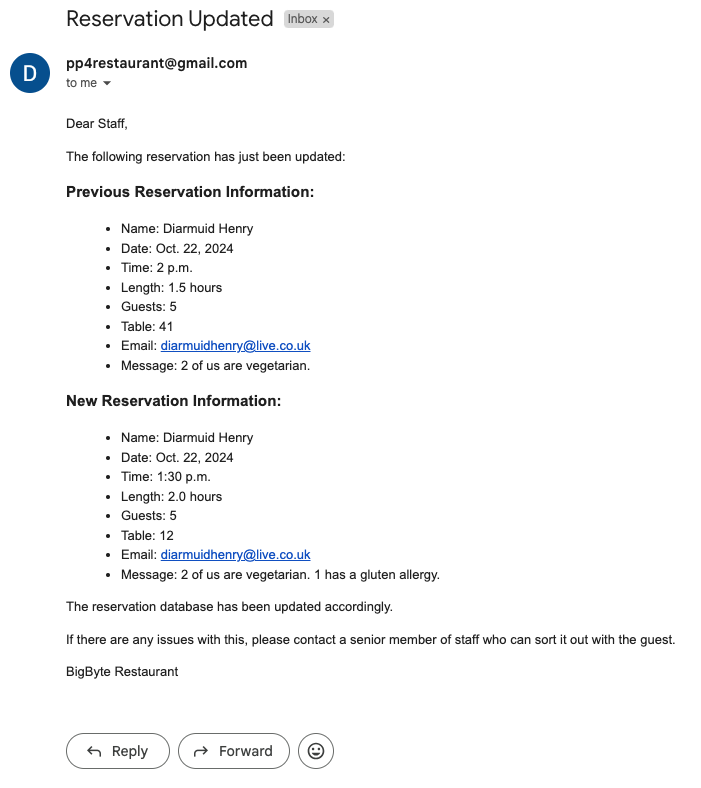 Reservation Updated Inbox ×
D
pp4restaurant@gmail.com
to me
Dear Staff,
The following reservation has just been updated:
Previous Reservation Information:
• Name: Diarmuid Henry
• Date: Oct. 22, 2024
• Time: 2 p.m.
• Length: 1.5 hours
• Guests: 5
• Table: 41
• Email: diarmuidhenry@live.co.uk
• Message: 2 of us are vegetarian.
New Reservation Information:
• Name: Diarmuid Henry
• Date: Oct. 22, 2024
• Time: 1:30 p.m.
• Length: 2.0 hours
• Guests: 5
• Table: 12
• Email: diarmuidhenry@live.co.uk
• Message: 2 of us are vegetarian. 1 has a gluten allergy.
The reservation database has been updated accordingly.
If there are any issues with this, please contact a senior member of staff who can sort it out with the guest.
BigByte Restaurant
Reply Forward